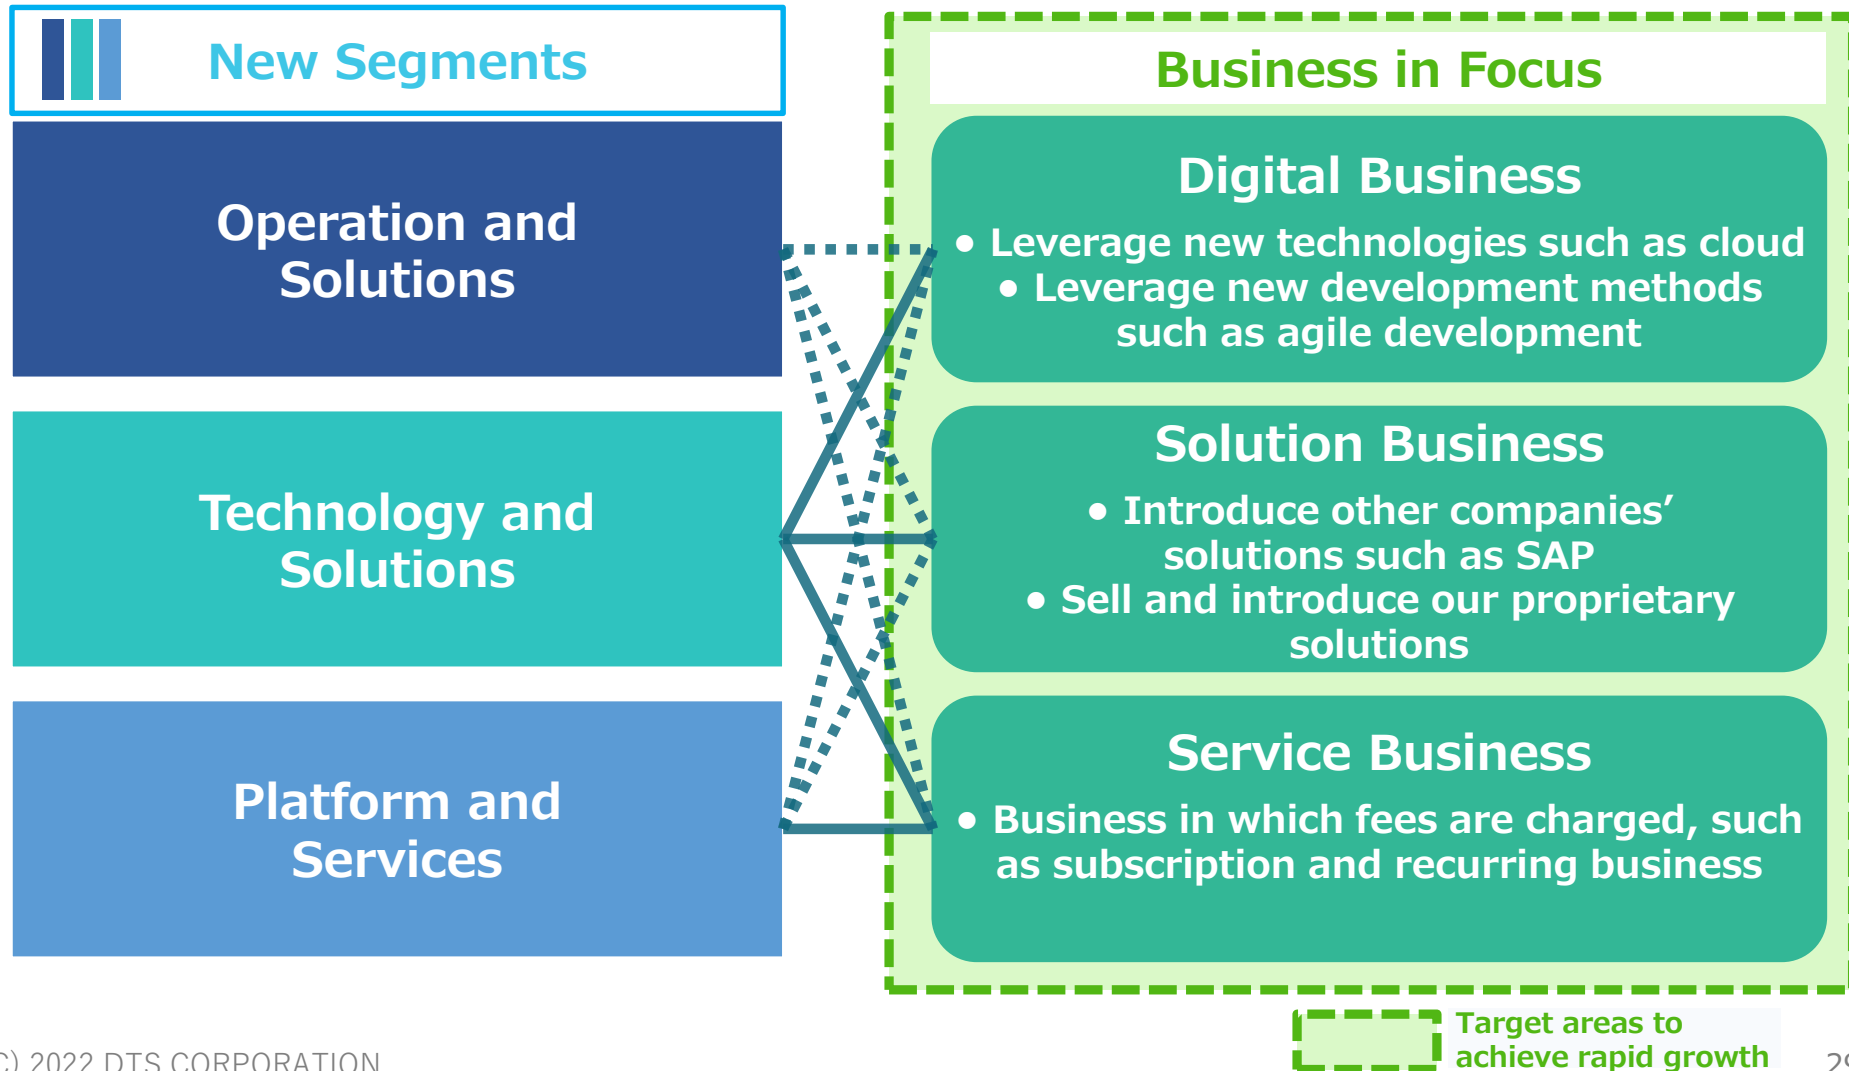 New Segments
Operation and
Solutions
Technology and
Solutions
Platform and
Services
Business in Focus
Digital Business
● Leverage new technologies such as cloud
● Leverage new development methods
such as agile development
Solution Business
● Introduce other companies’
solutions such as SAP
● Sell and introduce our proprietary
solutions
Service Business
● Business in which fees are charged, such
as subscription and recurring business
Target areas to
achieve rapid growth
C) 2022 DTS CORPORATION